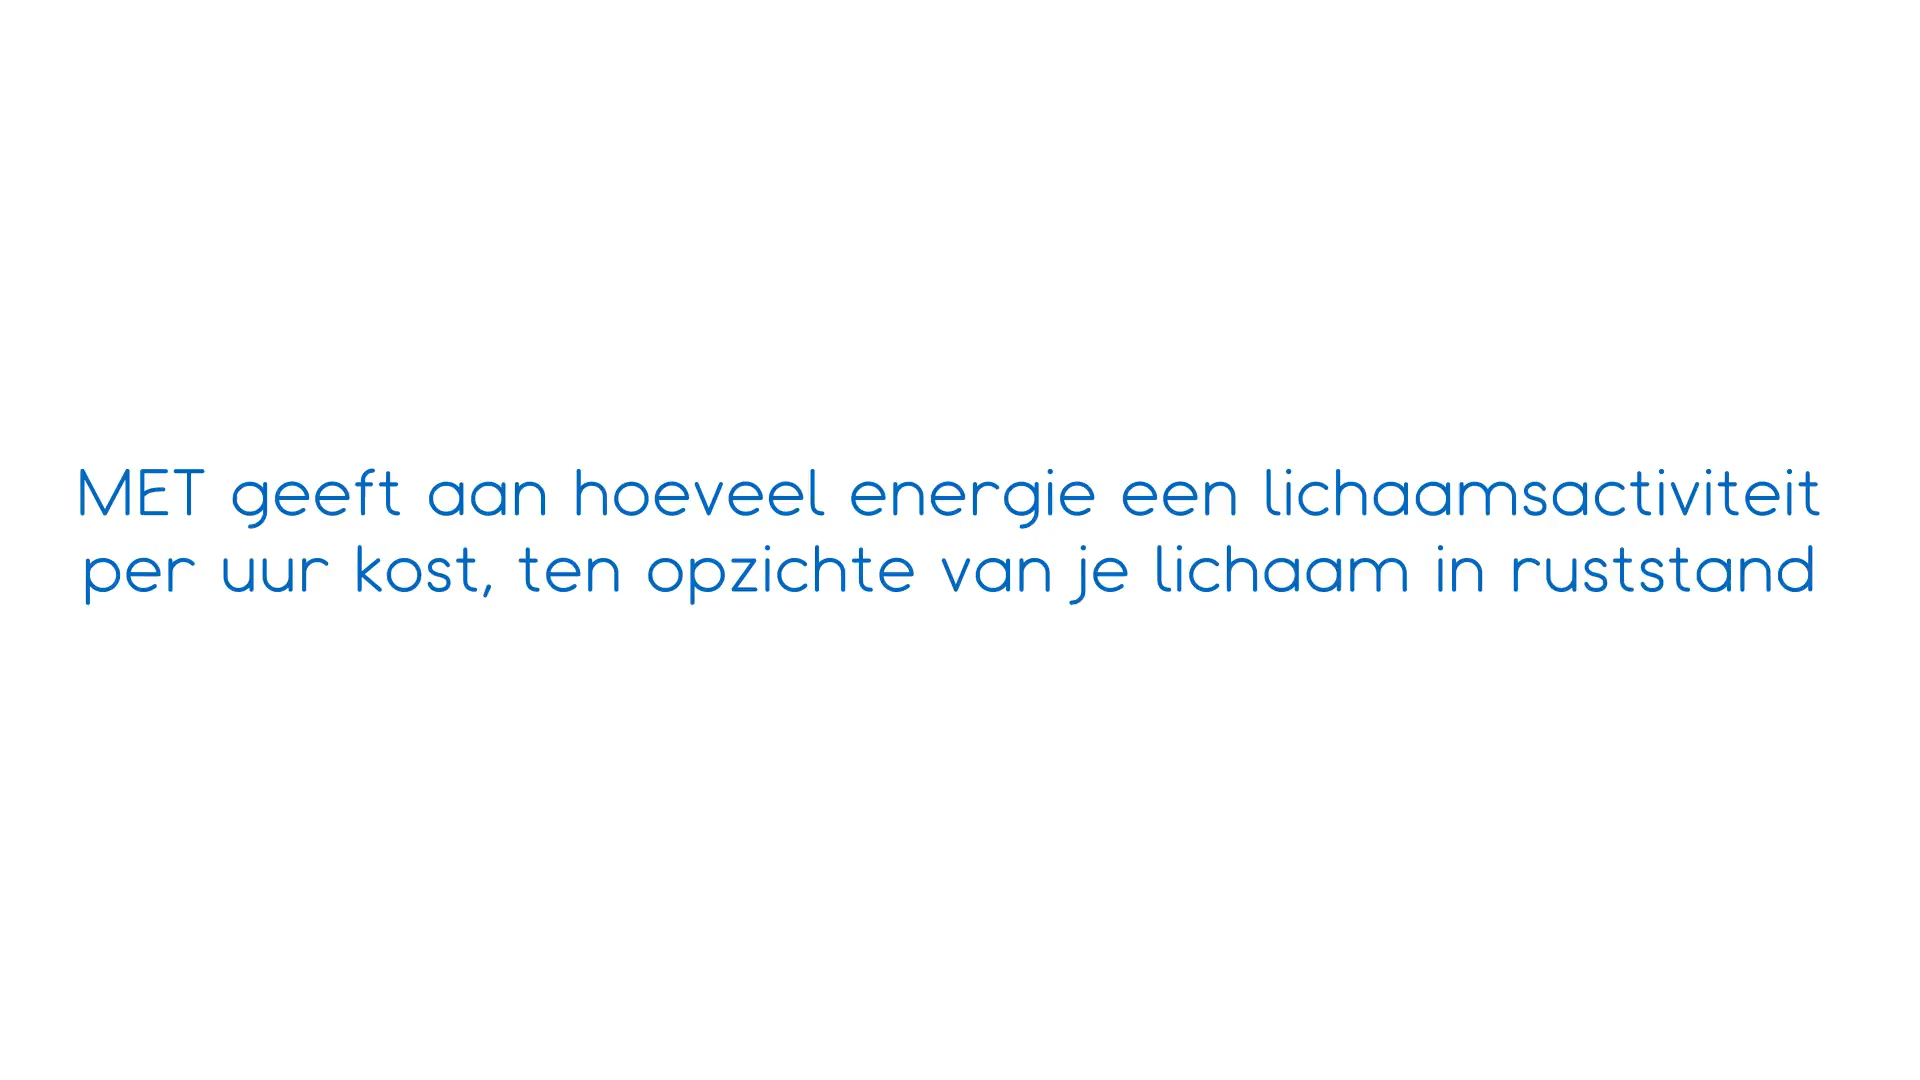 MET geeft aan hoeveel energie een lichaamsactiviteit
per uur kost, ten opzichte van je lichaam in ruststand